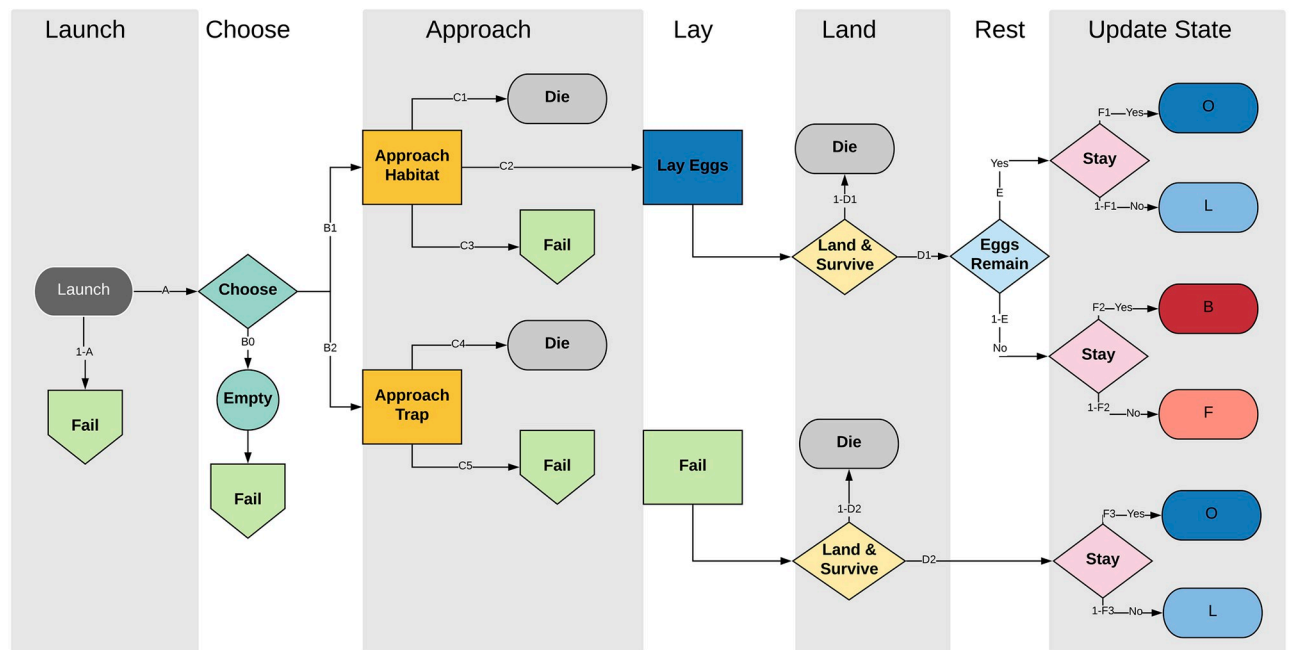 Launch
Choose
Approach
Lay
Land
Rest
Update State
Launch
A
1-A
Fail
Choose
B0
Empty
Fail
B1
B2
Approach
Habitat
C1
Die
C2
C3
Fail
Approach
Trap
C4
Die
C5
Fail
Lay Eggs
Fail
Die
1-D1
Land &
Survive
D1
Die
1-D2
Land &
Survive
D2
Eggs
Remain
E
Yes
1-E
No
Stay
F1
Yes
O
1-F1
No
L
Stay
F2
Yes
B
1-F2
No
F
Stay
F3
Yes
O
1-F3
No
L